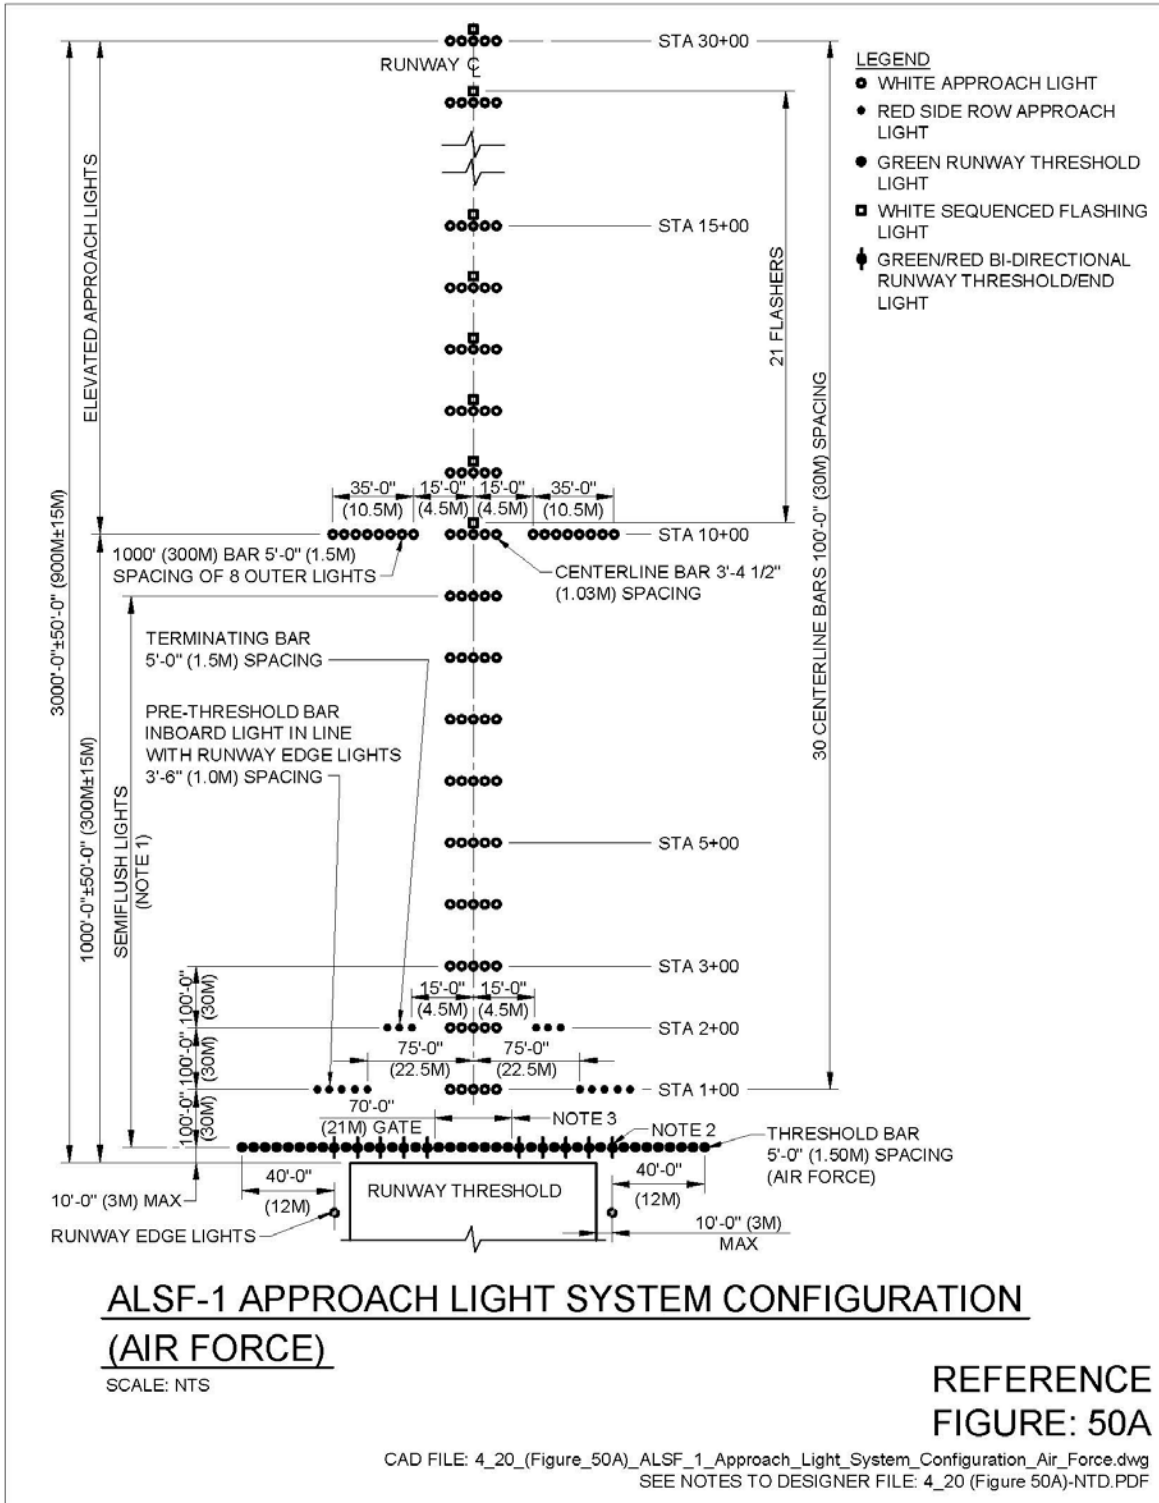 STA 30+00
RUNWAY ℄
LEGEND
WHITE APPROACH LIGHT
RED SIDE ROW APPROACH
LIGHT
GREEN RUNWAY THRESHOLD
LIGHT
WHITE SEQUENCED FLASHING
LIGHT
GREEN/RED BI-DIRECTIONAL
RUNWAY THRESHOLD/END
LIGHT
ELEVATED APPROACH LIGHTS
STA 15+00
21 FLASHERS
35'-0"
(10.5M)
15'-0"
(4.5M)
15'-0"
(4.5M)
35'-0"
(10.5M)
STA 10+00
1000' (300M) BAR 5'-0" (1.5M)
SPACING OF 8 OUTER LIGHTS
CENTERLINE BAR 3'-4 1/2"
(1.03M) SPACING
30 CENTERLINE BARS 100'-0" (30M) SPACING
3000'-0"±50'-0" (900M±15M)
1000'-0"±50'-0" (300M±15M)
SEMIFLUSH LIGHTS
(NOTE 1)
TERMINATING BAR
5'-0" (1.5M) SPACING
PRE-THRESHOLD BAR
INBOARD LIGHT IN LINE
WITH RUNWAY EDGE LIGHTS
3'-6" (1.0M) SPACING
STA 5+00
STA 3+00
100'-0"
(30M)
15'-0"
(4.5M)
15'-0"
(4.5M)
STA 2+00
100'-0"
(30M)
75'-0"
(22.5M)
75'-0"
(22.5M)
STA 1+00
100'-0"
(30M)
70'-0"
(21M) GATE
NOTE 3
NOTE 2
THRESHOLD BAR
5'-0" (1.50M) SPACING
(AIR FORCE)
40'-0"
(12M)
RUNWAY THRESHOLD
40'-0"
(12M)
10'-0" (3M) MAX
RUNWAY EDGE LIGHTS
10'-0" (3M)
MAX
ALSF-1 APPROACH LIGHT SYSTEM CONFIGURATION
(AIR FORCE)
SCALE: NTS
REFERENCE
FIGURE: 50A
CAD FILE: 4_20_(Figure_50A)_ALSF_1_Approach_Light_System_Configuration_Air_Force.dwg
SEE NOTES TO DESIGNER FILE: 4_20 (Figure 50A)-NTD.PDF